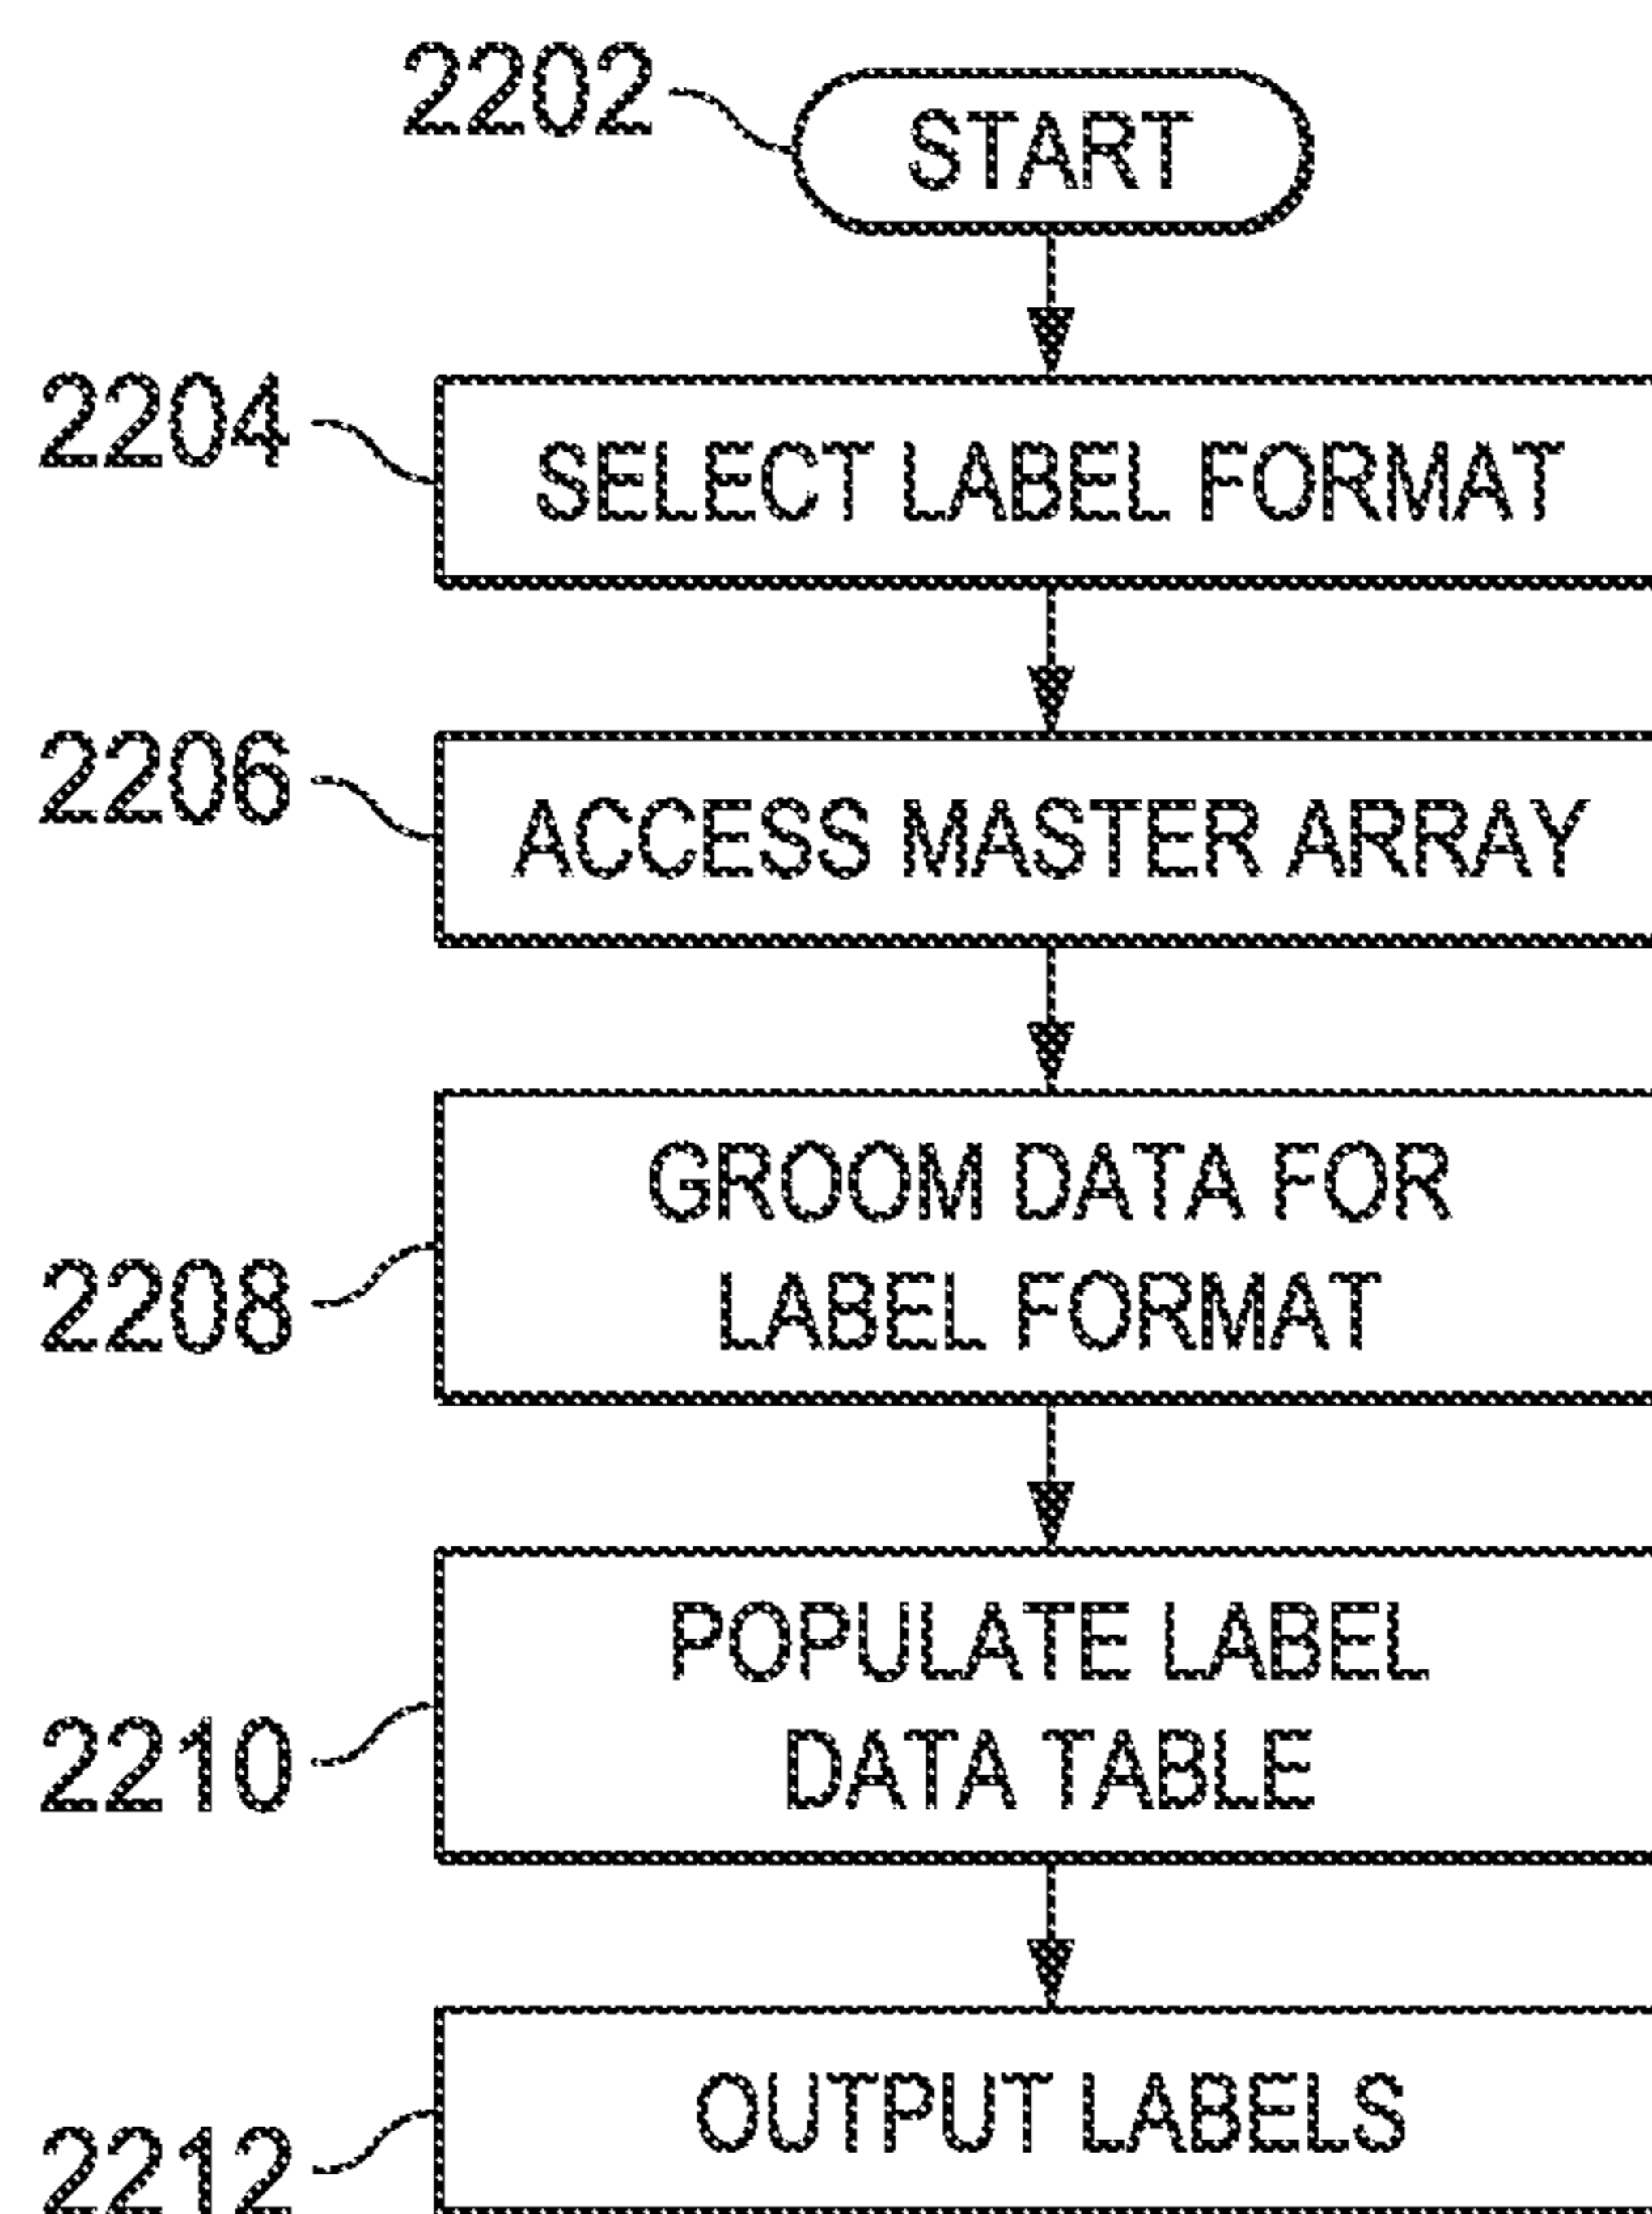 2202
START
2204
SELECT LABEL FORMAT
2206
ACCESS MASTER ARRAY
GROOM DATA FOR
LABEL FORMAT
2208
POPULATE LABEL
DATA TABLE
2210
OUTPUT LABELS
2212